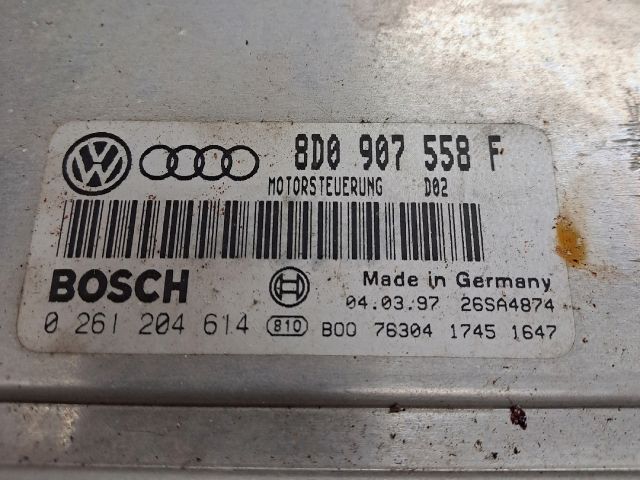 8D0 907 558 F
MOTORSTEUERUNG D02
BOSCH
Made in Germany
04.03.97 26SA4874
0 261 204 614 810 B00 76304 1745 1647